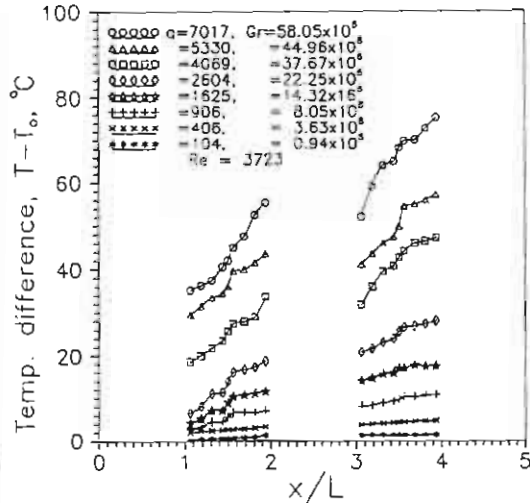 q=7017, Gr=58.05x10⁵
=5330, =44.96x10⁵
=4069, =37.67x10⁵
=2604, =22.25x10⁵
=1625, =14.32x10⁵
=906, =8.05x10⁵
=406, =3.63x10⁵
=104, =0.94x10⁵
Re = 3723
Temp. difference, T-T₀, °C
100
80
60
40
20
0
0 1 2 3 4 5
x/L